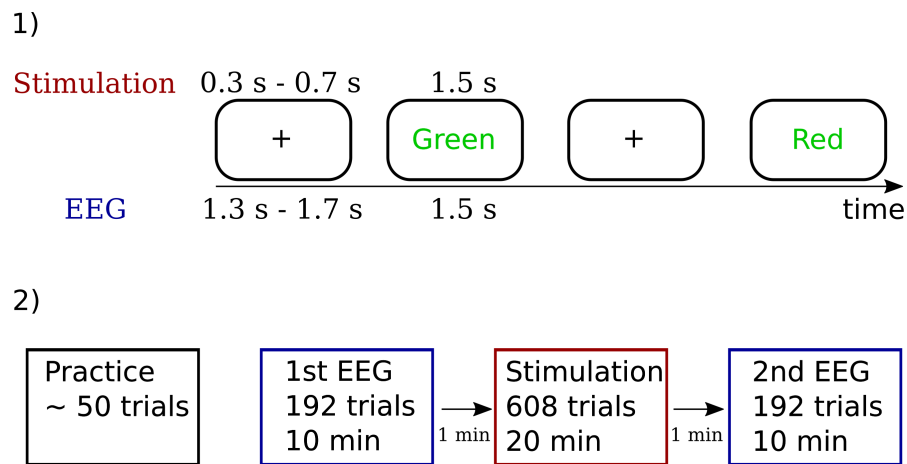 1)
Stimulation 0.3 s - 0.7 s 1.5 s
+ Green + Red
EEG 1.3 s - 1.7 s 1.5 s time
2)
Practice
~ 50 trials
1st EEG
192 trials
10 min
1 min
Stimulation
608 trials
20 min
1 min
2nd EEG
192 trials
10 min